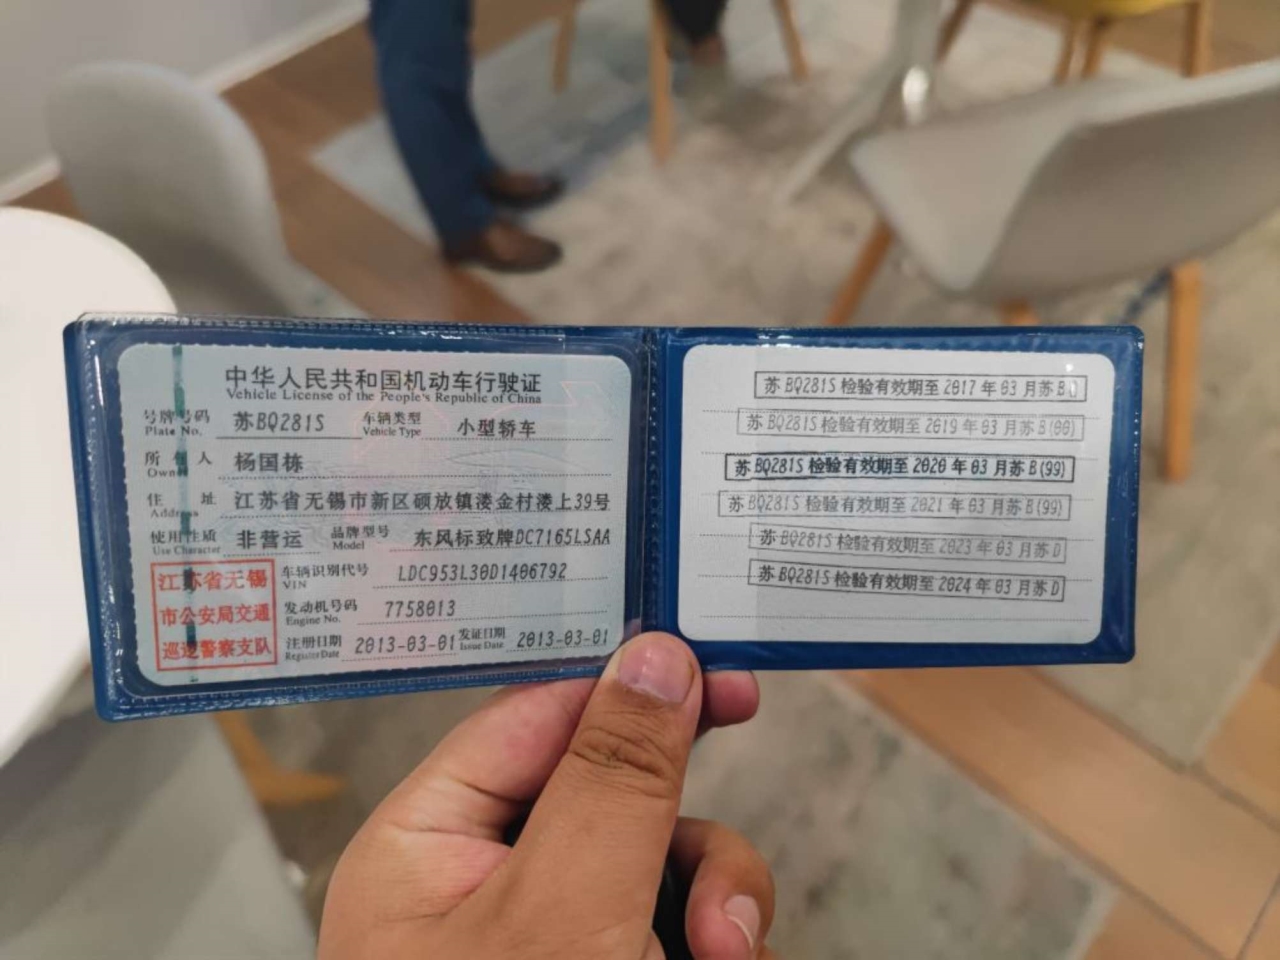 中华人民共和国机动车行驶证
Vehicle License of the People's Republic of China
号牌号码 苏BQ281S 车辆类型 小型轿车
Plate No. Vehicle Type
所有人 杨国栋
Owner
住 址 江苏省无锡市新区硕放镇溇金村溇上39号
Address
使用性质 非营运 品牌型号 东风标致牌DC7165LSAA
Use Character Model
江苏省无锡
市公安局交通
巡逻警察支队
车辆识别代号 LDC953L30D1406792
VIN
发动机号码 7758013
Engine No.
注册日期 2013-03-01 发证日期 2013-03-01
Register Date Issue Date
苏BQ281S 检验有效期至 2017 年 03 月苏B
苏BQ281S 检验有效期至 2019 年 03 月苏B(00)
苏BQ281S 检验有效期至 2020 年 03 月苏B(99)
苏BQ281S 检验有效期至 2021 年 03 月苏B(99)
苏BQ281S 检验有效期至 2023 年 03 月苏D
苏BQ281S 检验有效期至 2024 年 03 月苏D